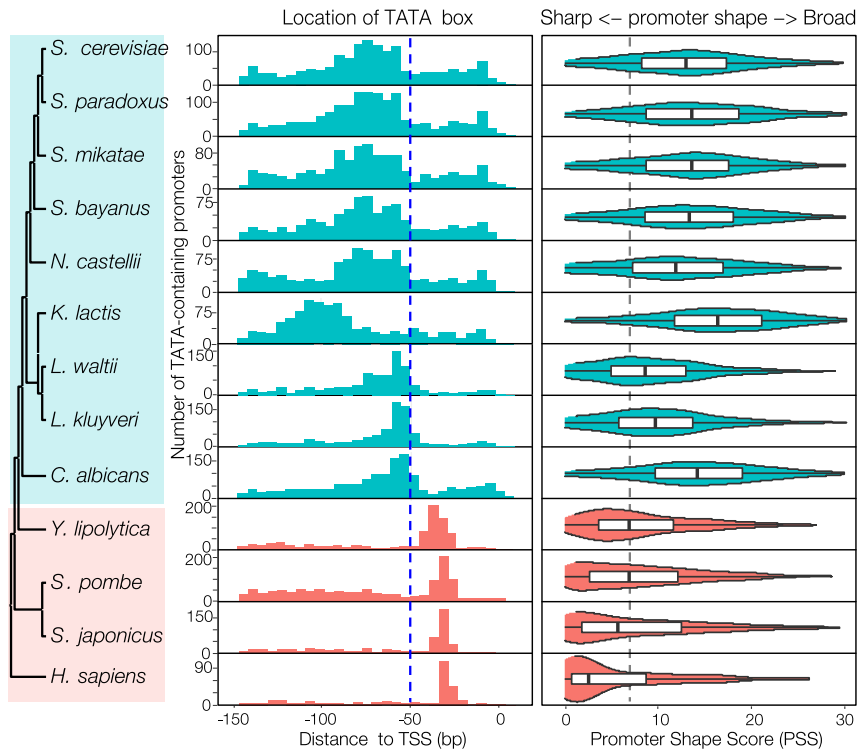 Location of TATA box
Sharp <– promoter shape –> Broad
S. cerevisiae
S. paradoxus
S. mikatae
S. bayanus
N. castellii
K. lactis
L. waltii
L. kluyveri
C. albicans
Y. lipolytica
S. pombe
S. japonicus
H. sapiens
Number of TATA-containing promoters
100
0
100
0
80
0
75
0
75
0
75
0
150
0
150
0
150
0
200
0
200
0
150
0
90
0
-150 -100 -50 0
Distance to TSS (bp)
0 10 20 30
Promoter Shape Score (PSS)